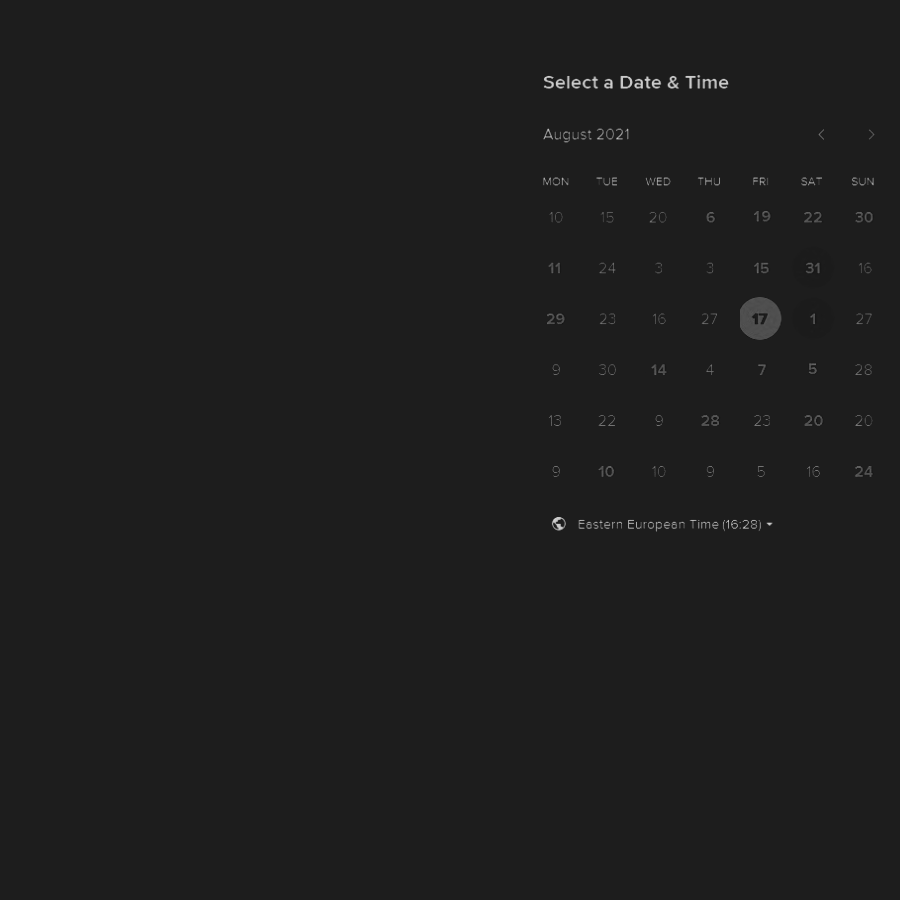 Select a Date & Time
August 2021
MON TUE WED THU FRI SAT SUN
10 15 20 6 19 22 30
11 24 3 3 15 31 16
29 23 16 27 17 1 27
9 30 14 4 7 5 28
13 22 9 28 23 20 20
9 10 10 9 5 16 24
Eastern European Time (16:28)